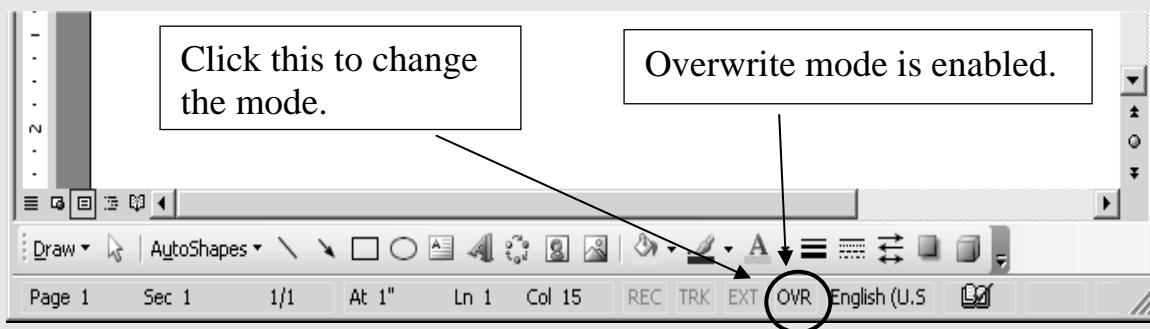 Click this to change
the mode.
Overwrite mode is enabled.
2
Draw AutoShapes A
Page 1 Sec 1 1/1 At 1" Ln 1 Col 15 REC TRK EXT OVR English (U.S